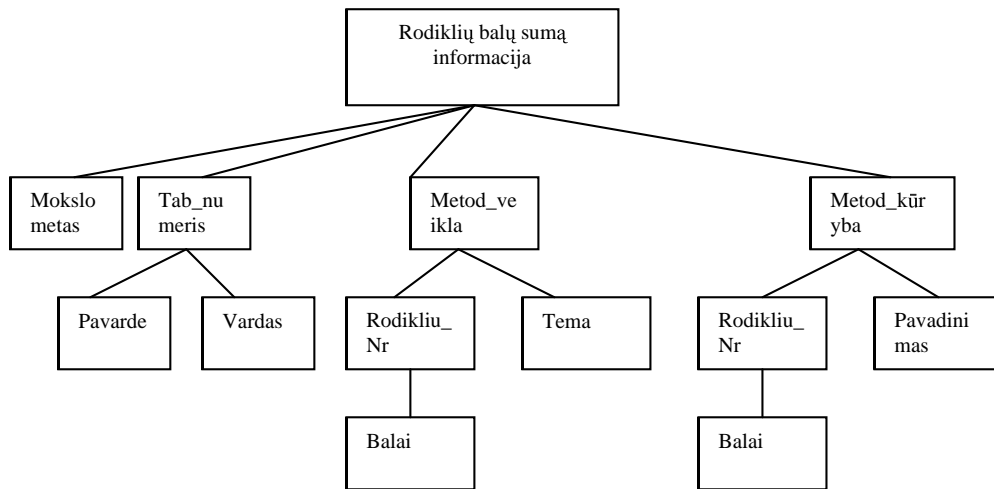 Rodiklių balų sumą
informacija
Mokslo
metas
Tab_nu
meris
Metod_ve
ikla
Metod_kūr
yba
Pavarde
Vardas
Rodikliu_
Nr
Tema
Rodikliu_
Nr
Pavadini
mas
Balai
Balai